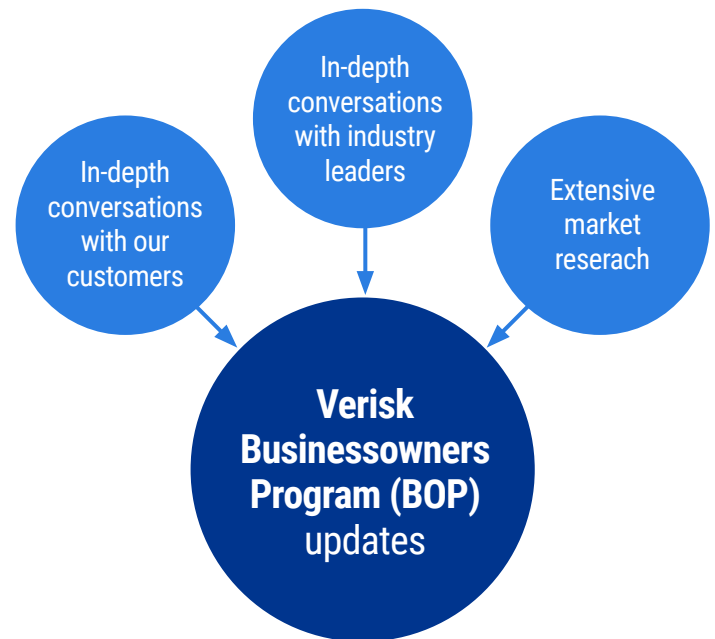 In-depth
conversations
with our
customers
In-depth
conversations
with industry
leaders
Extensive
market
reserach
Verisk
Businessowners
Program (BOP)
updates